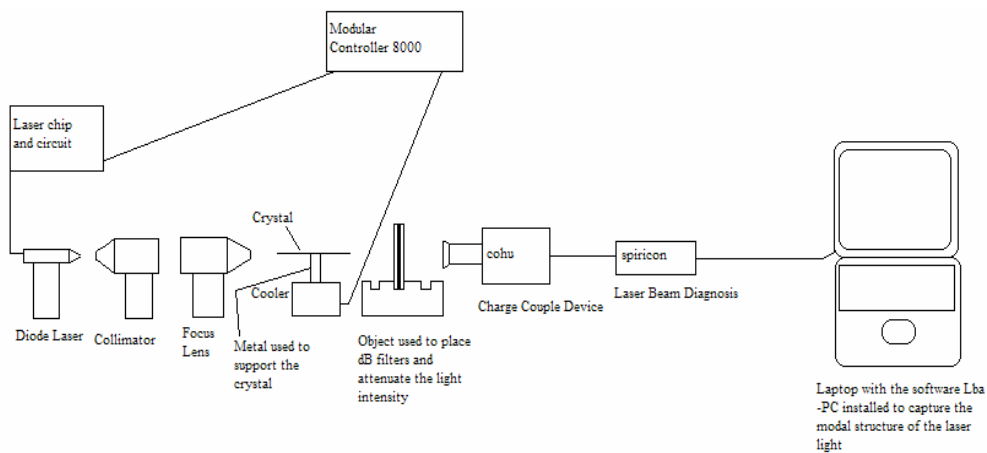 Modular
Controller 8000
Laser chip
and circuit
Crystal
cohu
spiricon
Cooler
Charge Couple Device
Laser Beam Diagnosis
Diode Laser
Collimator
Focus
Lens
Metal used to
support the
crystal
Object used to place
dB filters and
attenuate the light
intensity
Laptop with the software Lba
-PC installed to capture the
modal structure of the laser
light